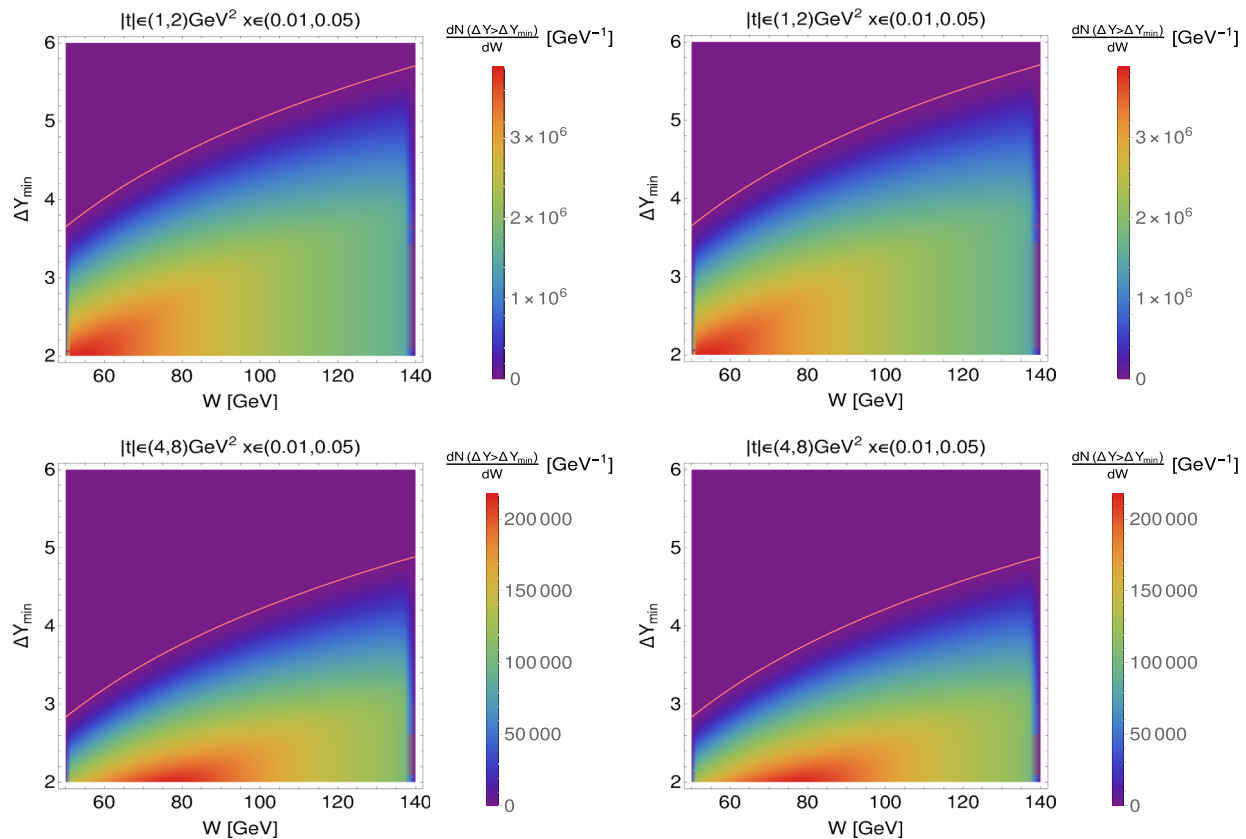 |t|∈(1,2)GeV² x∈(0.01,0.05)
dN(ΔY>ΔYmin)/dW [GeV⁻¹]
6
5
4
3
2
ΔYmin
60 80 100 120 140
W [GeV]
3 × 10⁶
2 × 10⁶
1 × 10⁶
0
|t|∈(1,2)GeV² x∈(0.01,0.05)
dN(ΔY>ΔYmin)/dW [GeV⁻¹]
6
5
4
3
2
ΔYmin
60 80 100 120 140
W [GeV]
3 × 10⁶
2 × 10⁶
1 × 10⁶
0
|t|∈(4,8)GeV² x∈(0.01,0.05)
dN(ΔY>ΔYmin)/dW [GeV⁻¹]
6
5
4
3
2
ΔYmin
60 80 100 120 140
W [GeV]
200 000
150 000
100 000
50 000
0
|t|∈(4,8)GeV² x∈(0.01,0.05)
dN(ΔY>ΔYmin)/dW [GeV⁻¹]
6
5
4
3
2
ΔYmin
60 80 100 120 140
W [GeV]
200 000
150 000
100 000
50 000
0